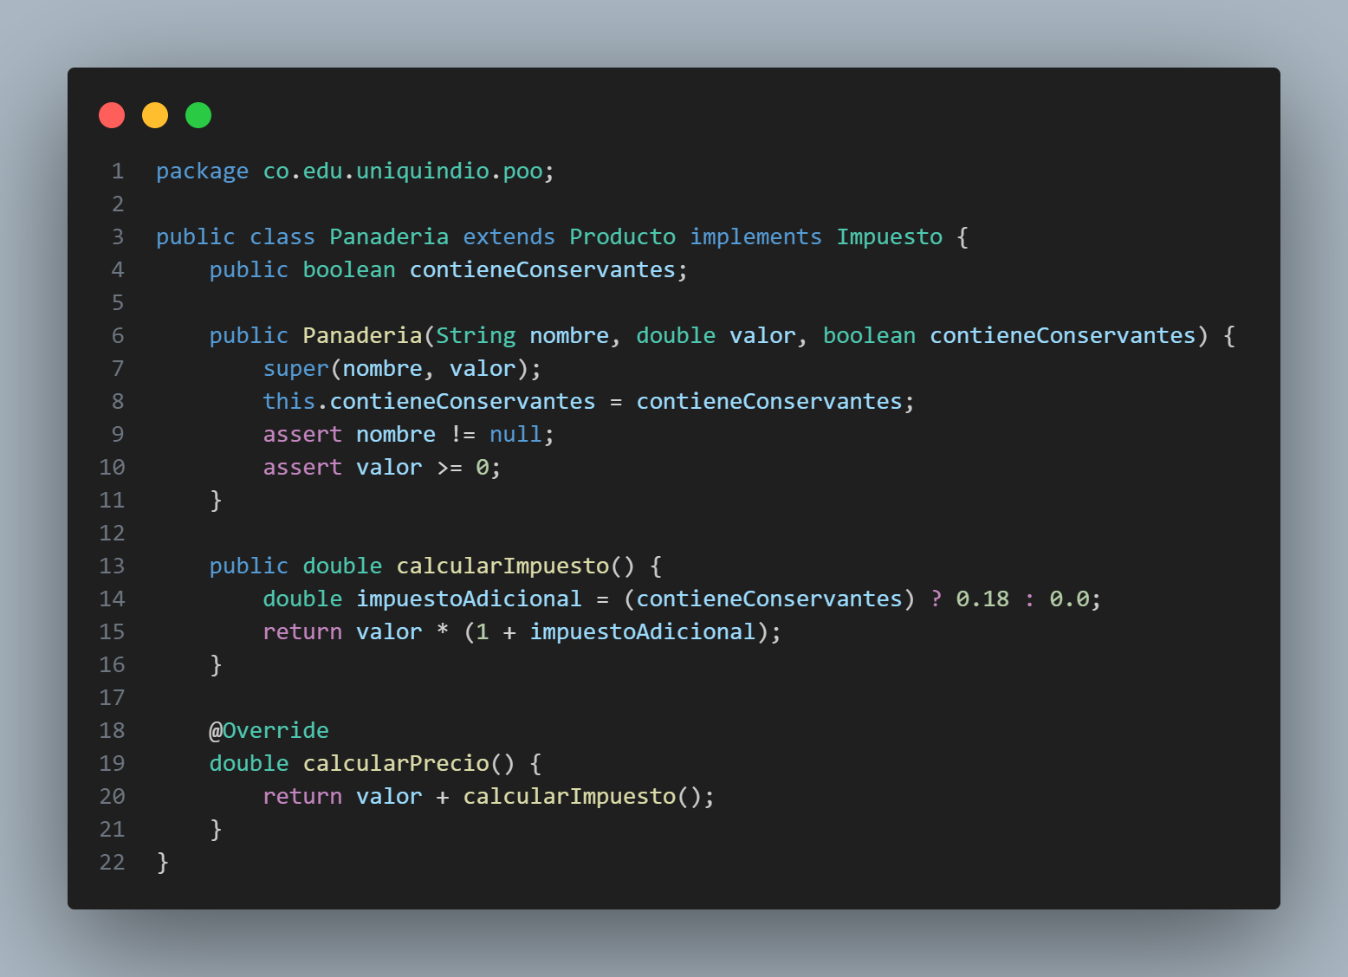 1 package co.edu.uniquindio.poo;
2
3 public class Panaderia extends Producto implements Impuesto {
4     public boolean contieneConservantes;
5
6     public Panaderia(String nombre, double valor, boolean contieneConservantes) {
7         super(nombre, valor);
8         this.contieneConservantes = contieneConservantes;
9         assert nombre != null;
10         assert valor >= 0;
11     }
12
13     public double calcularImpuesto() {
14         double impuestoAdicional = (contieneConservantes) ? 0.18 : 0.0;
15         return valor * (1 + impuestoAdicional);
16     }
17
18     @Override
19     double calcularPrecio() {
20         return valor + calcularImpuesto();
21     }
22 }